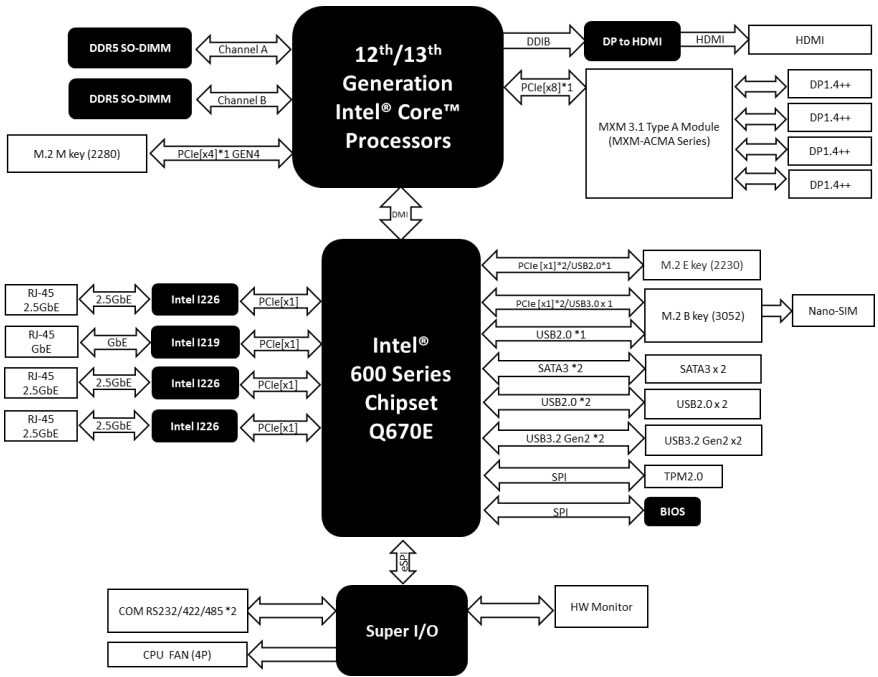 DDR5 SO-DIMM
Channel A
12th/13th
Generation
Intel® Core™
Processors
DDIB
DP to HDMI
HDMI
HDMI
DDR5 SO-DIMM
Channel B
PCIe[x8]*1
MXM 3.1 Type A Module
(MXM-ACMA Series)
DP1.4++
DP1.4++
DP1.4++
DP1.4++
M.2 M key (2280)
PCIe[x4]*1 GEN4
DMI
Intel®
600 Series
Chipset
Q670E
RJ-45
2.5GbE
2.5GbE
Intel I226
PCIe[x1]
RJ-45
GbE
GbE
Intel I219
PCIe[x1]
RJ-45
2.5GbE
2.5GbE
Intel I226
PCIe[x1]
RJ-45
2.5GbE
2.5GbE
Intel I226
PCIe[x1]
PCIe [x1]*2/USB2.0*1
M.2 E key (2230)
PCIe [x1]*2/USB3.0 x 1
USB2.0 *1
M.2 B key (3052)
Nano-SIM
SATA3 *2
SATA3 x 2
USB2.0 *2
USB2.0 x 2
USB3.2 Gen2 *2
USB3.2 Gen2 x2
SPI
TPM2.0
SPI
BIOS
eSPI
COM RS232/422/485 *2
Super I/O
HW Monitor
CPU FAN (4P)